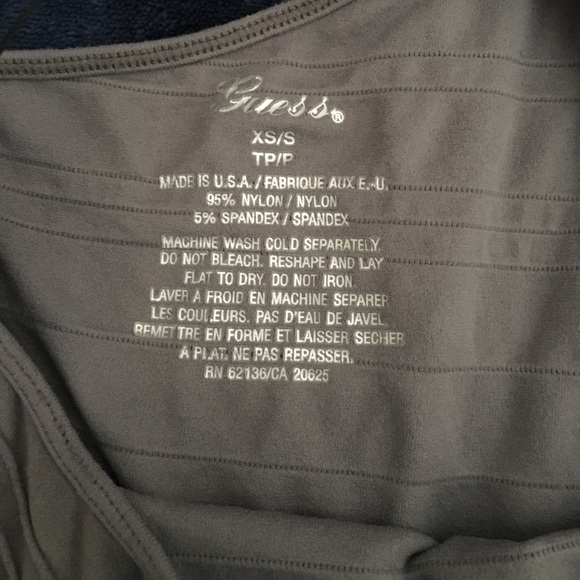 Guess®
XS/S
TP/P
MADE IS U.S.A. / FABRIQUE AUX E.-U.
95% NYLON / NYLON
5% SPANDEX / SPANDEX
MACHINE WASH COLD SEPARATELY.
DO NOT BLEACH. RESHAPE AND LAY
FLAT TO DRY. DO NOT IRON.
LAVER A FROID EN MACHINE SEPARER
LES COULEURS. PAS D'EAU DE JAVEL.
REMETTRE EN FORME ET LAISSER SECHER
A PLAT. NE PAS REPASSER.
RN 62136/CA 20625